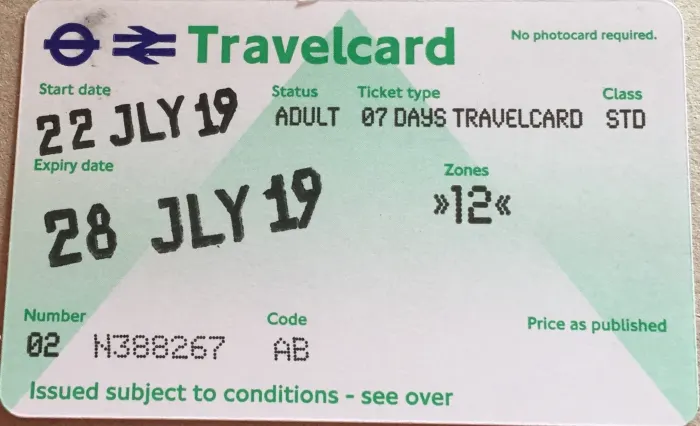 Travelcard
No photocard required.
Start date Status Ticket type Class
22 JLY 19 ADULT 07 DAYS TRAVELCARD STD
Expiry date Zones
28 JLY 19 »12«
Number Code Price as published
02 N388267 AB
Issued subject to conditions - see over